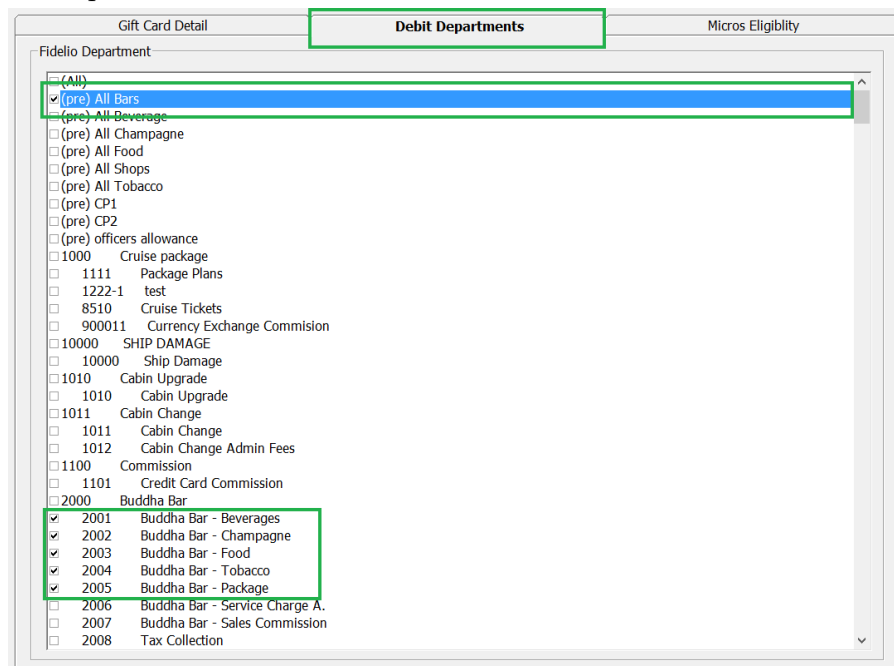 Gift Card Detail Debit Departments Micros Eligiblity
Fidelio Department
(All)
(pre) All Bars
(pre) All Beverage
(pre) All Champagne
(pre) All Food
(pre) All Shops
(pre) All Tobacco
(pre) CP1
(pre) CP2
(pre) officers allowance
1000 Cruise package
1111 Package Plans
1222-1 test
8510 Cruise Tickets
900011 Currency Exchange Commision
10000 SHIP DAMAGE
10000 Ship Damage
1010 Cabin Upgrade
1010 Cabin Upgrade
1011 Cabin Change
1011 Cabin Change
1012 Cabin Change Admin Fees
1100 Commission
1101 Credit Card Commission
2000 Buddha Bar
2001 Buddha Bar - Beverages
2002 Buddha Bar - Champagne
2003 Buddha Bar - Food
2004 Buddha Bar - Tobacco
2005 Buddha Bar - Package
2006 Buddha Bar - Service Charge A.
2007 Buddha Bar - Sales Commission
2008 Tax Collection